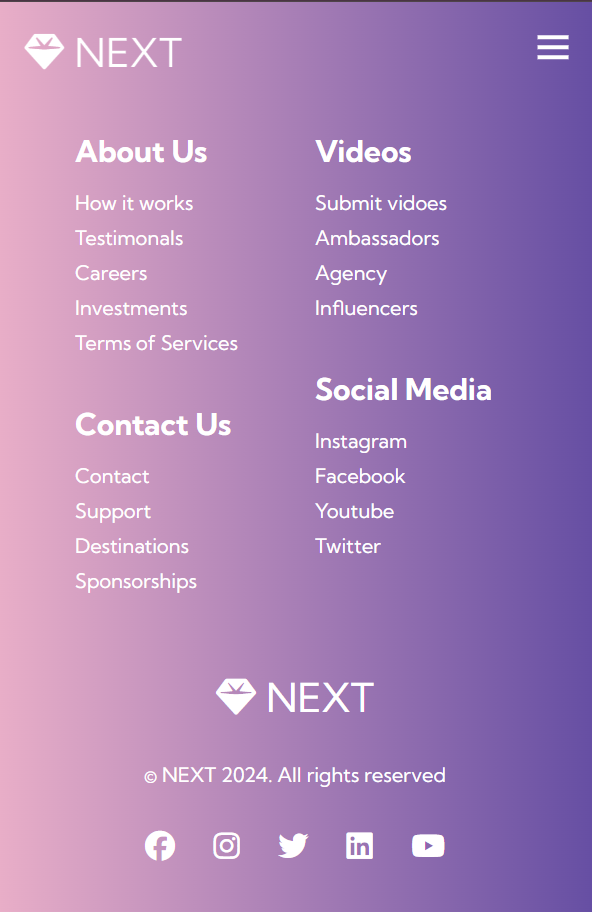 NEXT
About Us
How it works
Testimonals
Careers
Investments
Terms of Services
Videos
Submit vidoes
Ambassadors
Agency
Influencers
Contact Us
Contact
Support
Destinations
Sponsorships
Social Media
Instagram
Facebook
Youtube
Twitter
NEXT
© NEXT 2024. All rights reserved